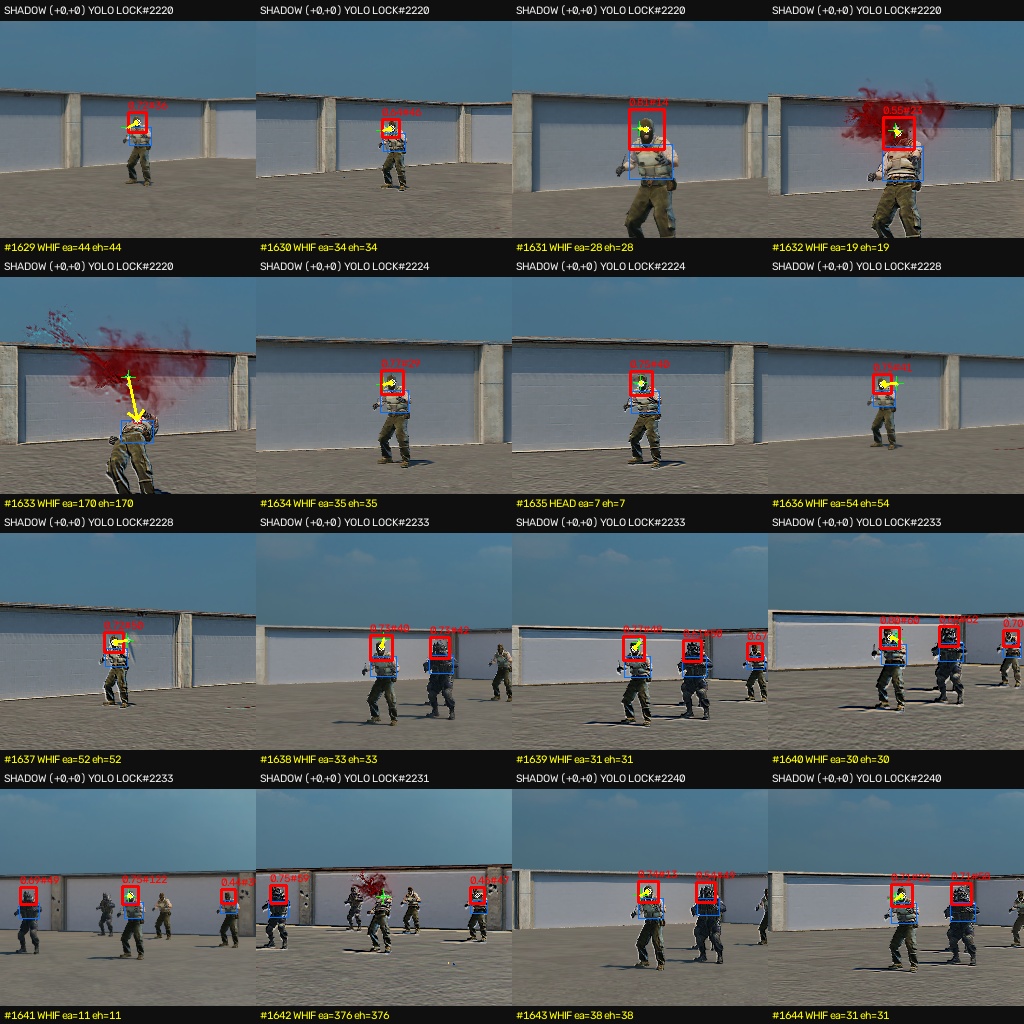 SHADOW (+0,+0) YOLO LOCK#2220
SHADOW (+0,+0) YOLO LOCK#2220
SHADOW (+0,+0) YOLO LOCK#2220
SHADOW (+0,+0) YOLO LOCK#2220
#1629 WHIF ea=44 eh=44
#1630 WHIF ea=34 eh=34
#1631 WHIF ea=28 eh=28
#1632 WHIF ea=19 eh=19
SHADOW (+0,+0) YOLO LOCK#2220
SHADOW (+0,+0) YOLO LOCK#2224
SHADOW (+0,+0) YOLO LOCK#2224
SHADOW (+0,+0) YOLO LOCK#2228
#1633 WHIF ea=170 eh=170
#1634 WHIF ea=35 eh=35
#1635 HEAD ea=7 eh=7
#1636 WHIF ea=54 eh=54
SHADOW (+0,+0) YOLO LOCK#2228
SHADOW (+0,+0) YOLO LOCK#2233
SHADOW (+0,+0) YOLO LOCK#2233
SHADOW (+0,+0) YOLO LOCK#2233
0.67
0.70
#1637 WHIF ea=52 eh=52
#1638 WHIF ea=33 eh=33
#1639 WHIF ea=31 eh=31
#1640 WHIF ea=30 eh=30
SHADOW (+0,+0) YOLO LOCK#2233
SHADOW (+0,+0) YOLO LOCK#2231
SHADOW (+0,+0) YOLO LOCK#2240
SHADOW (+0,+0) YOLO LOCK#2240
0.75#122
#1641 WHIF ea=11 eh=11
#1642 WHIF ea=376 eh=376
#1643 WHIF ea=38 eh=38
#1644 WHIF ea=31 eh=31